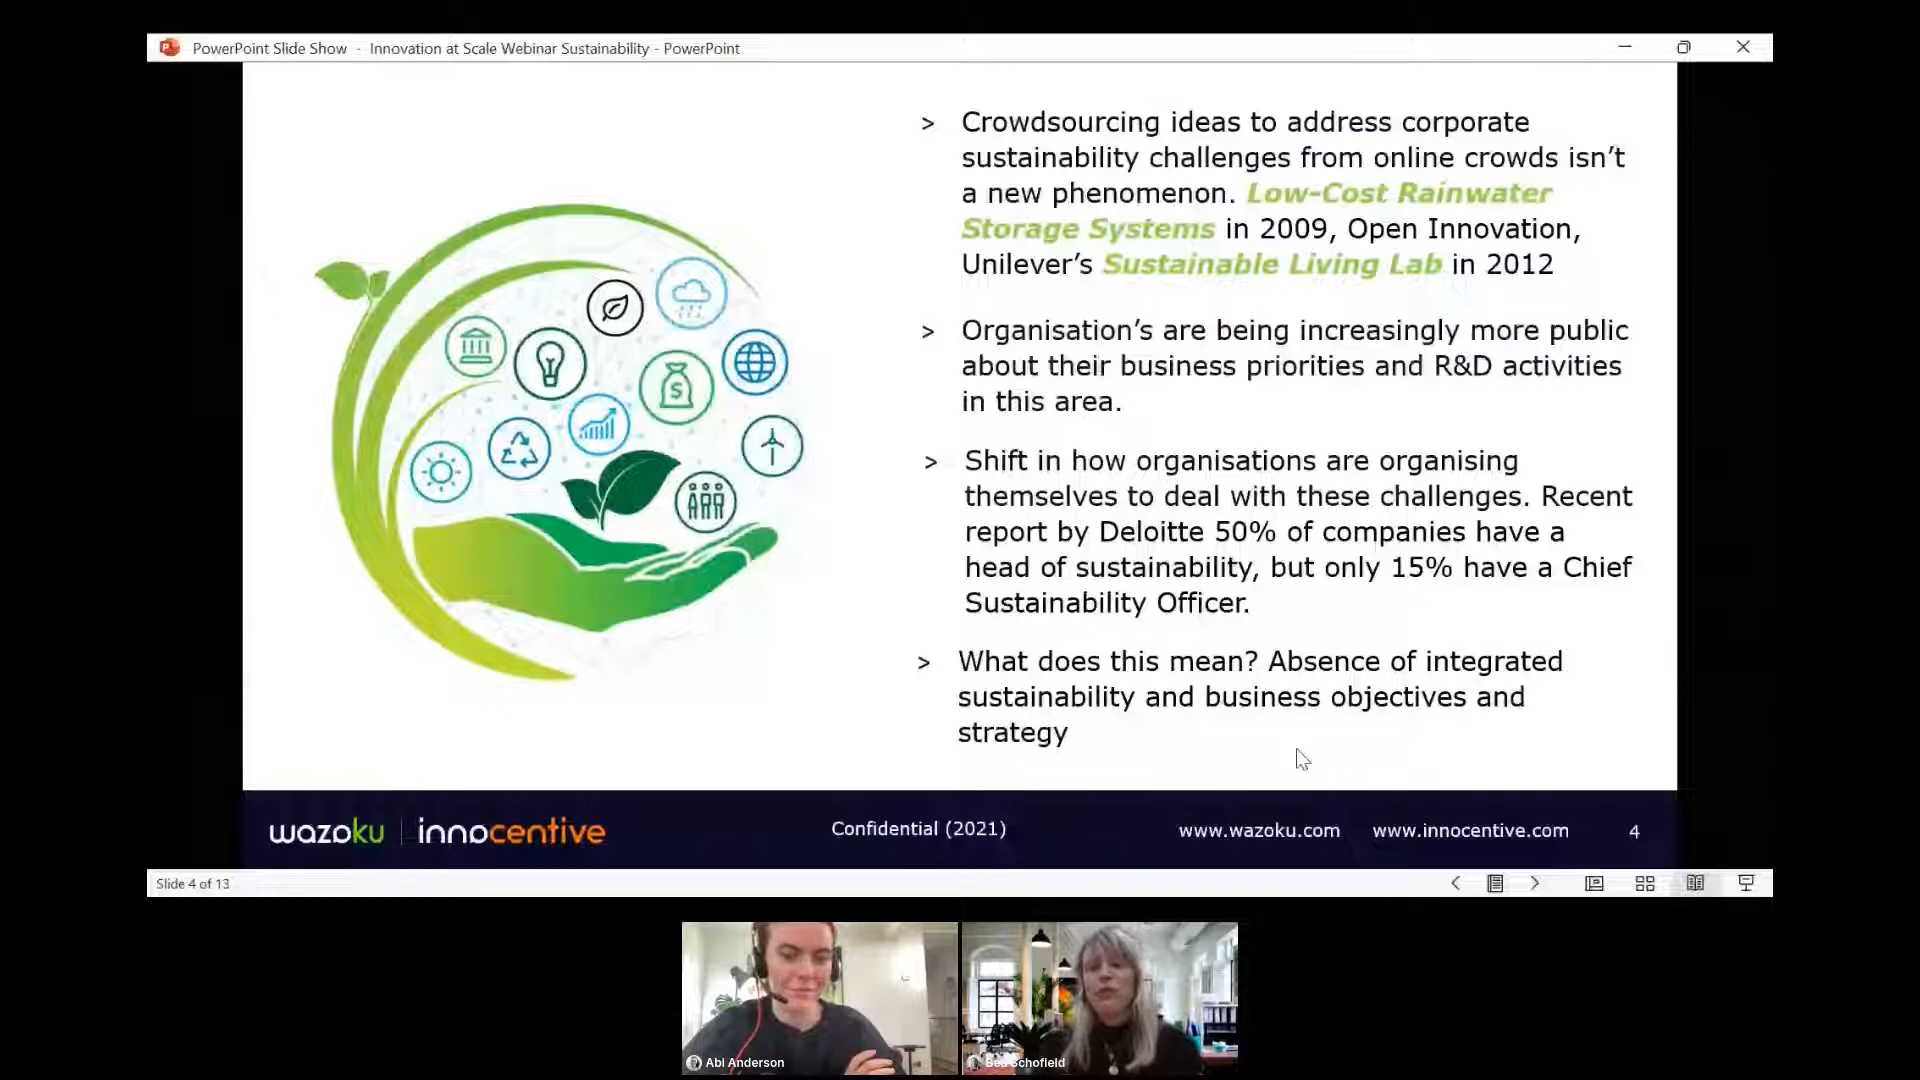 PowerPoint Slide Show - Innovation at Scale Webinar Sustainability - PowerPoint
> Crowdsourcing ideas to address corporate
sustainability challenges from online crowds isn’t
a new phenomenon. Low-Cost Rainwater
Storage Systems in 2009, Open Innovation,
Unilever’s Sustainable Living Lab in 2012
> Organisation’s are being increasingly more public
about their business priorities and R&D activities
in this area.
> Shift in how organisations are organising
themselves to deal with these challenges. Recent
report by Deloitte 50% of companies have a
head of sustainability, but only 15% have a Chief
Sustainability Officer.
> What does this mean? Absence of integrated
sustainability and business objectives and
strategy
wazoku | innocentive
Confidential (2021)
www.wazoku.com www.innocentive.com 4
Slide 4 of 13
Abi Anderson
Schofield